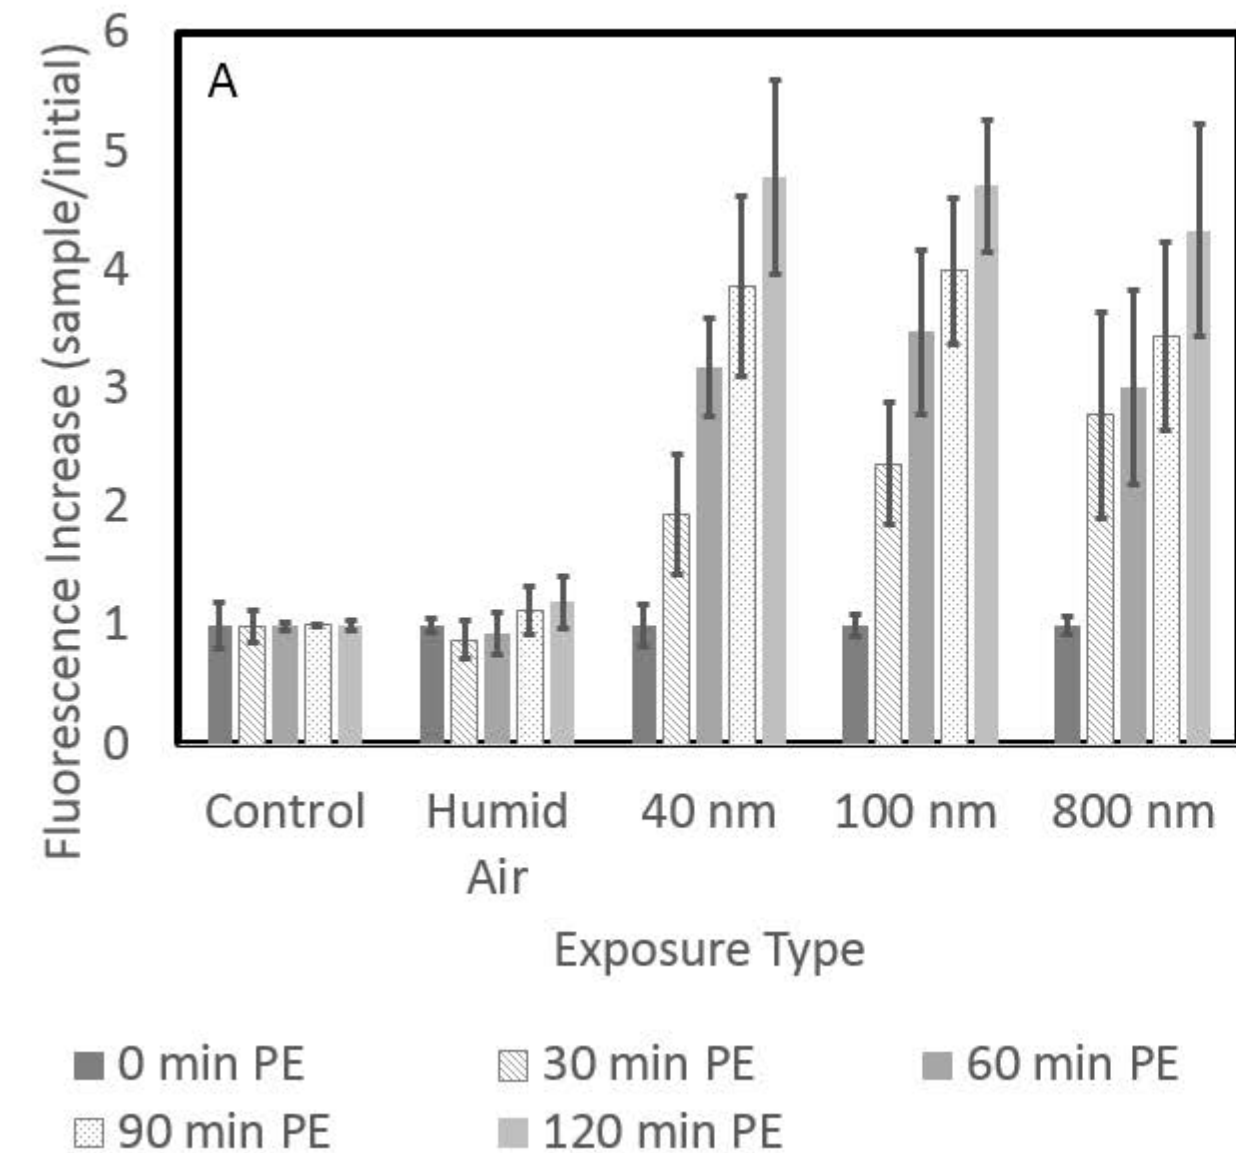 Fluorescence Increase (sample/initial)
6
5
4
3
2
1
0
A
Control Humid Air 40 nm 100 nm 800 nm
Exposure Type
0 min PE 30 min PE 60 min PE
90 min PE 120 min PE